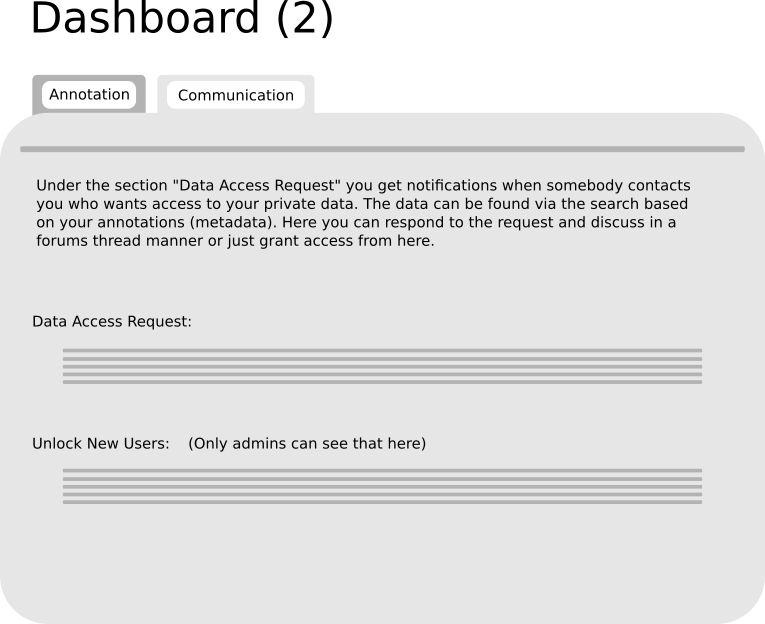 Dashboard (2)
Annotation
Communication
Under the section "Data Access Request" you get notifications when somebody contacts
you who wants access to your private data. The data can be found via the search based
on your annotations (metadata). Here you can respond to the request and discuss in a
forums thread manner or just grant access from here.
Data Access Request:
Unlock New Users: (Only admins can see that here)